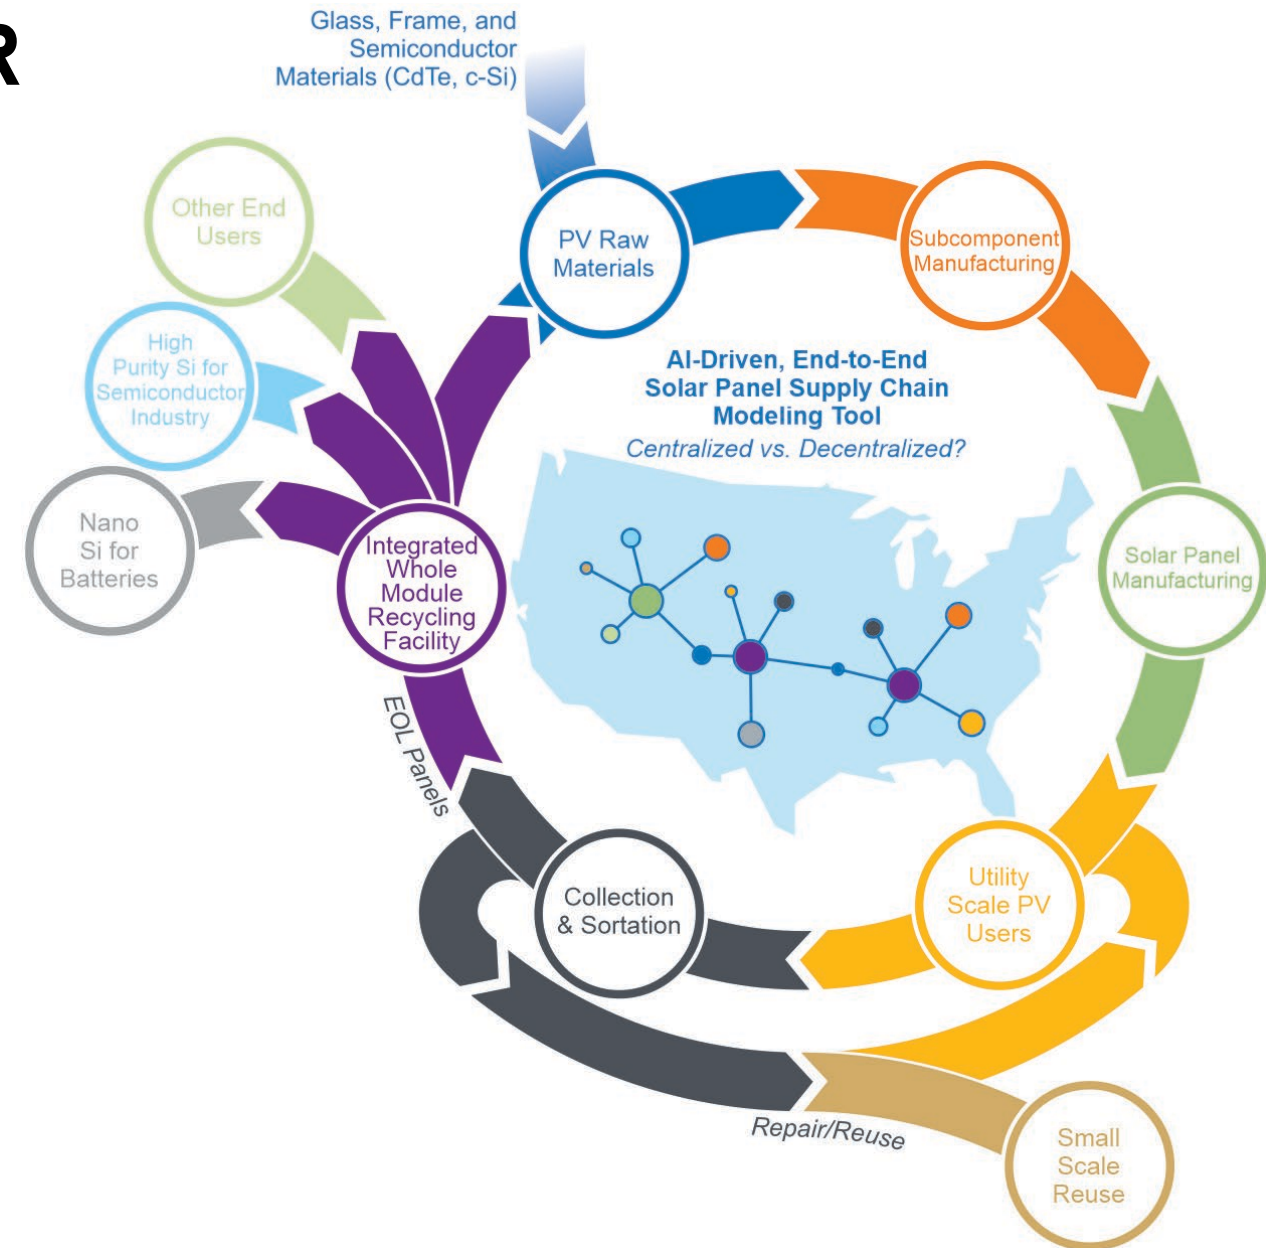 R
Glass, Frame, and
Semiconductor
Materials (CdTe, c-Si)
Other End
Users
PV Raw
Materials
Subcomponent
Manufacturing
High
Purity Si for
Semiconductor
Industry
AI-Driven, End-to-End
Solar Panel Supply Chain
Modeling Tool
Centralized vs. Decentralized?
Nano
Si for
Batteries
Integrated
Whole
Module
Recycling
Facility
Solar Panel
Manufacturing
EOL Panels
Collection
& Sortation
Utility
Scale PV
Users
Repair/Reuse
Small
Scale
Reuse